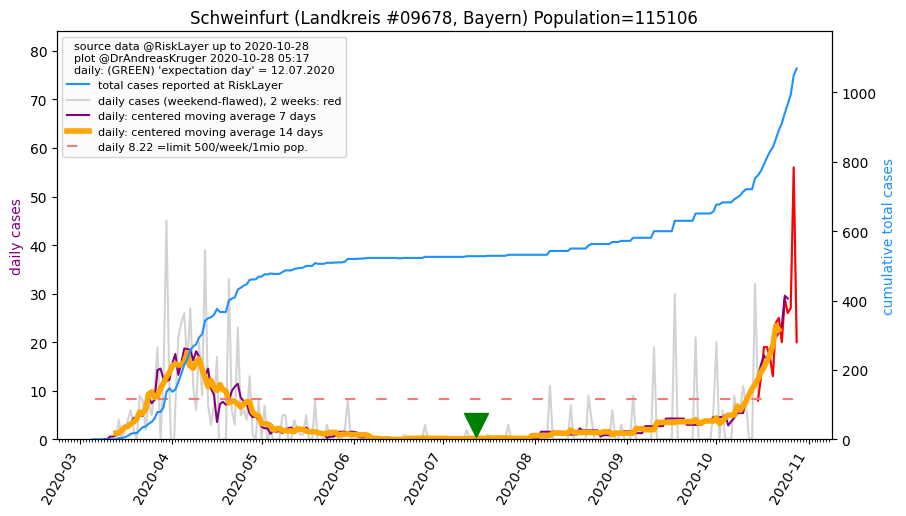 Schweinfurt (Landkreis #09678, Bayern) Population=115106
source data @RiskLayer up to 2020-10-28
plot @DrAndreasKruger 2020-10-28 05:17
daily: (GREEN) 'expectation day' = 12.07.2020
total cases reported at RiskLayer
daily cases (weekend-flawed), 2 weeks: red
daily: centered moving average 7 days
daily: centered moving average 14 days
daily 8.22 =limit 500/week/1mio pop.
daily cases
80
70
60
50
40
30
20
10
0
cumulative total cases
1000
800
600
400
200
0
2020-03
2020-04
2020-05
2020-06
2020-07
2020-08
2020-09
2020-10
2020-11